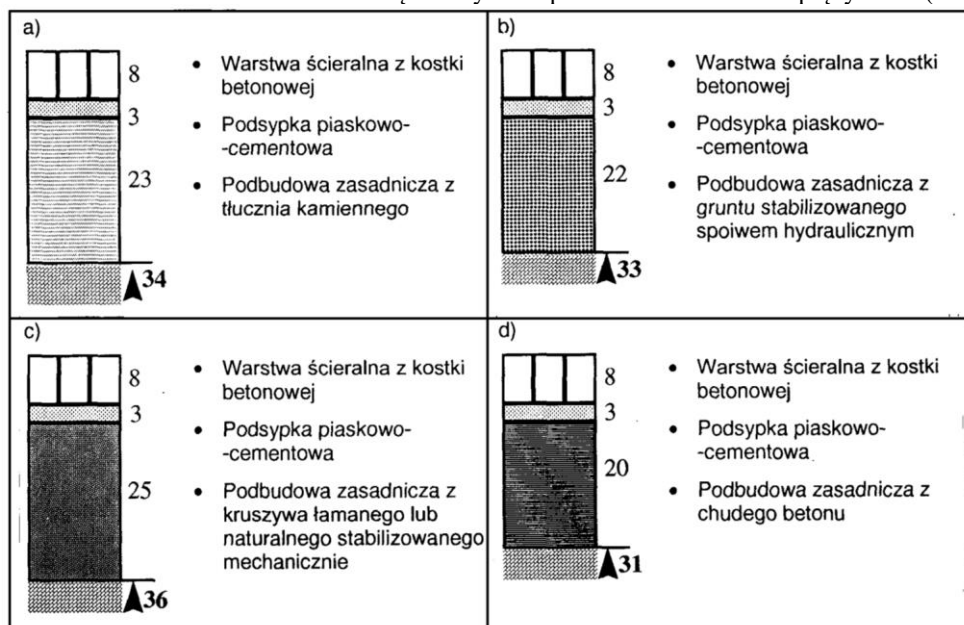 a)
8
3
23
34
• Warstwa ścieralna z kostki
betonowej
• Podsypka piaskowo-
-cementowa
• Podbudowa zasadnicza z
tłucznia kamiennego
b)
8
3
22
33
• Warstwa ścieralna z kostki
betonowej
• Podsypka piaskowo-
-cementowa
• Podbudowa zasadnicza z
gruntu stabilizowanego
spoiwem hydraulicznym
c)
8
3
25
36
• Warstwa ścieralna z kostki
betonowej
• Podsypka piaskowo-
-cementowa
• Podbudowa zasadnicza z
kruszywa łamanego lub
naturalnego stabilizowanego
mechanicznie
d)
8
3
20
31
• Warstwa ścieralna z kostki
betonowej
• Podsypka piaskowo-
-cementowa
• Podbudowa zasadnicza z
chudego betonu